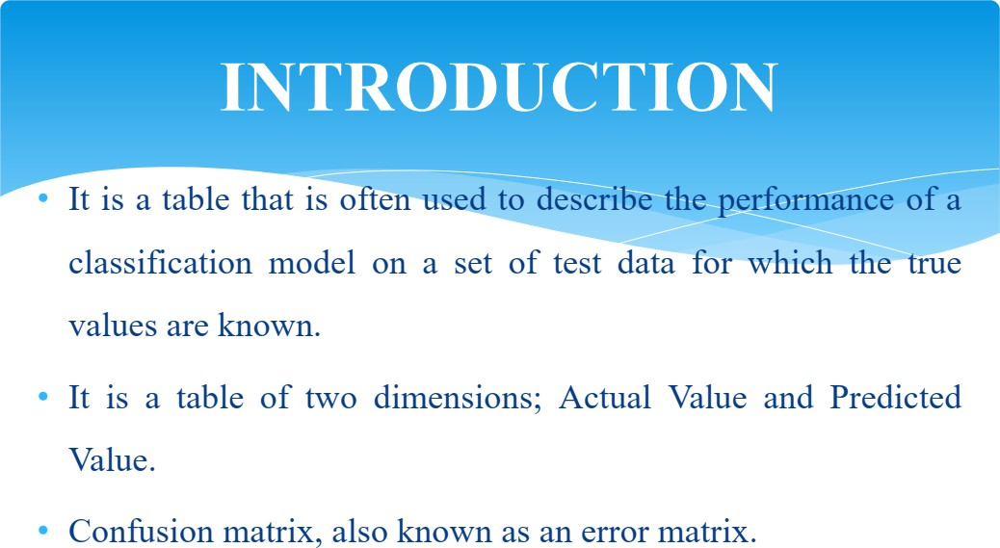 INTRODUCTION
• It is a table that is often used to describe the performance of a
classification model on a set of test data for which the true
values are known.
• It is a table of two dimensions; Actual Value and Predicted
Value.
• Confusion matrix, also known as an error matrix.